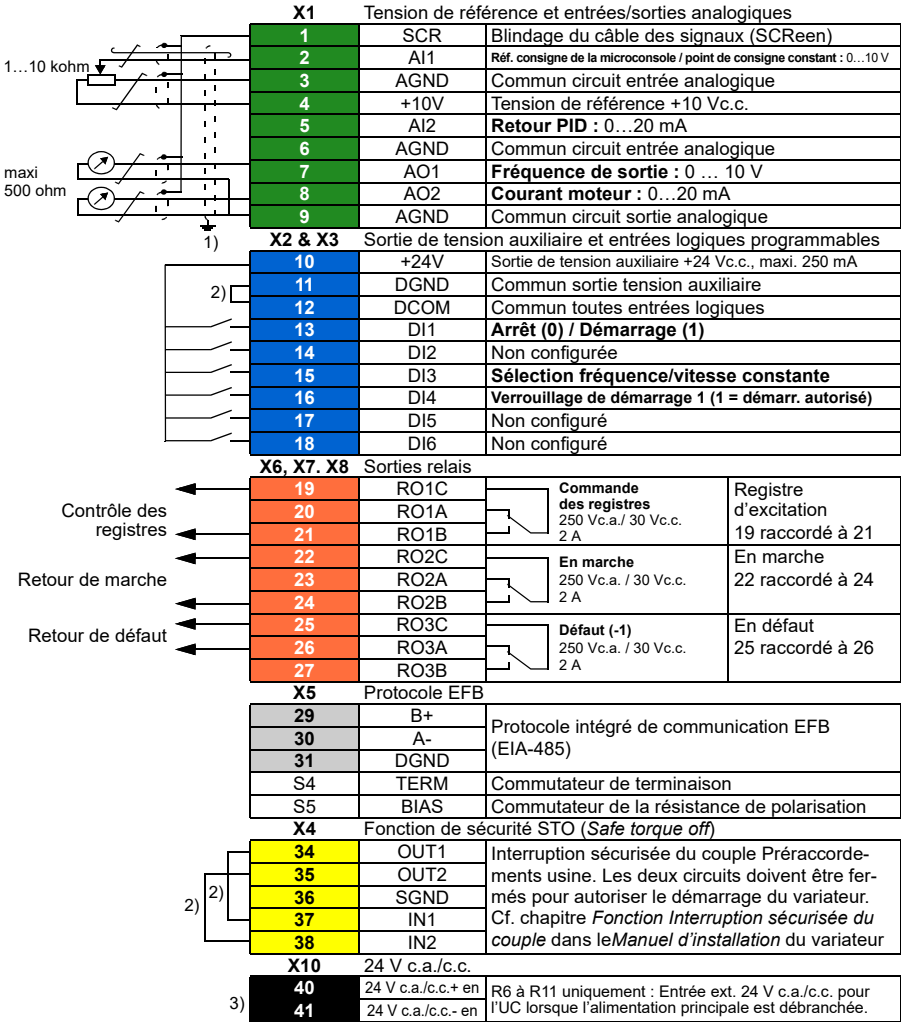 X1 Tension de référence et entrées/sorties analogiques
1 SCR Blindage du câble des signaux (SCReen)
2 AI1 Réf. consigne de la microconsole / point de consigne constant : 0…10 V
1…10 kohm
3 AGND Commun circuit entrée analogique
4 +10V Tension de référence +10 Vc.c.
5 AI2 Retour PID : 0…20 mA
6 AGND Commun circuit entrée analogique
7 AO1 Fréquence de sortie : 0 … 10 V
maxi
500 ohm
8 AO2 Courant moteur : 0…20 mA
9 AGND Commun circuit sortie analogique
1)
X2 & X3 Sortie de tension auxiliaire et entrées logiques programmables
10 +24V Sortie de tension auxiliaire +24 Vc.c., maxi. 250 mA
11 DGND Commun sortie tension auxiliaire
2)
12 DCOM Commun toutes entrées logiques
13 DI1 Arrêt (0) / Démarrage (1)
14 DI2 Non configurée
15 DI3 Sélection fréquence/vitesse constante
16 DI4 Verrouillage de démarrage 1 (1 = démarr. autorisé)
17 DI5 Non configuré
18 DI6 Non configuré
X6, X7. X8 Sorties relais
Contrôle des
registres
19 RO1C
20 RO1A
21 RO1B
Commande
des registres
250 Vc.a./ 30 Vc.c.
2 A
Registre
d'excitation
19 raccordé à 21
Retour de marche
22 RO2C
23 RO2A
24 RO2B
En marche
250 Vc.a. / 30 Vc.c.
2 A
En marche
22 raccordé à 24
Retour de défaut
25 RO3C
26 RO3A
27 RO3B
Défaut (-1)
250 Vc.a. / 30 Vc.c.
2 A
En défaut
25 raccordé à 26
X5 Protocole EFB
29 B+
30 A-
31 DGND
Protocole intégré de communication EFB
(EIA-485)
S4 TERM Commutateur de terminaison
S5 BIAS Commutateur de la résistance de polarisation
X4 Fonction de sécurité STO (Safe torque off)
34 OUT1
35 OUT2
36 SGND
37 IN1
38 IN2
2)
2)
Interruption sécurisée du couple Préraccorde-
ments usine. Les deux circuits doivent être fer-
més pour autoriser le démarrage du variateur.
Cf. chapitre Fonction Interruption sécurisée du
couple dans leManuel d'installation du variateur
X10 24 V c.a./c.c.
3)
40 24 V c.a./c.c.+ en
41 24 V c.a./c.c.- en
R6 à R11 uniquement : Entrée ext. 24 V c.a./c.c. pour
l'UC lorsque l'alimentation principale est débranchée.